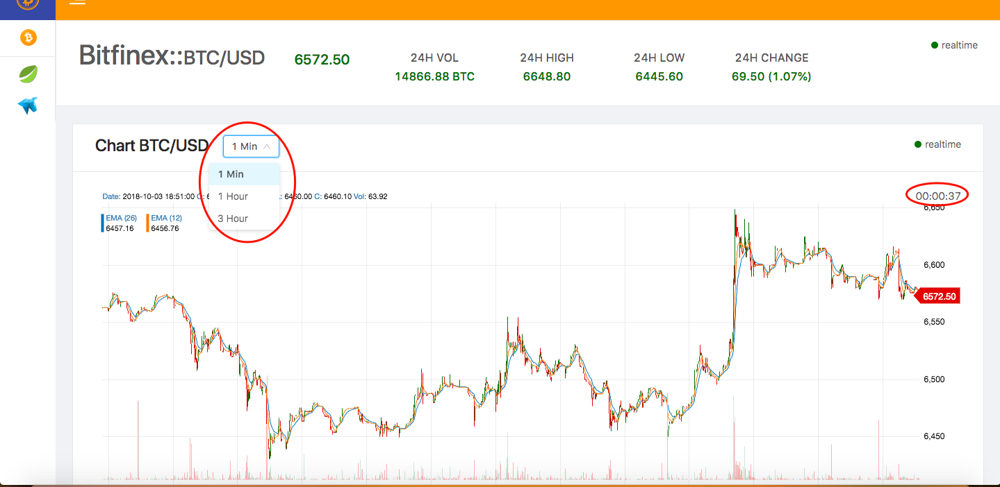 Bitfinex::BTC/USD
6572.50
24H VOL
14866.88 BTC
24H HIGH
6648.80
24H LOW
6445.60
24H CHANGE
69.50 (1.07%)
realtime
Chart BTC/USD
1 Min
realtime
1 Min
1 Hour
3 Hour
Date: 2018-10-03 18:51:00
6460.00 C: 6460.10 Vol: 63.92
00:00:37
EMA (26)
6457.16
EMA (12)
6456.76
6,650
6,600
6572.50
6,550
6,500
6,450